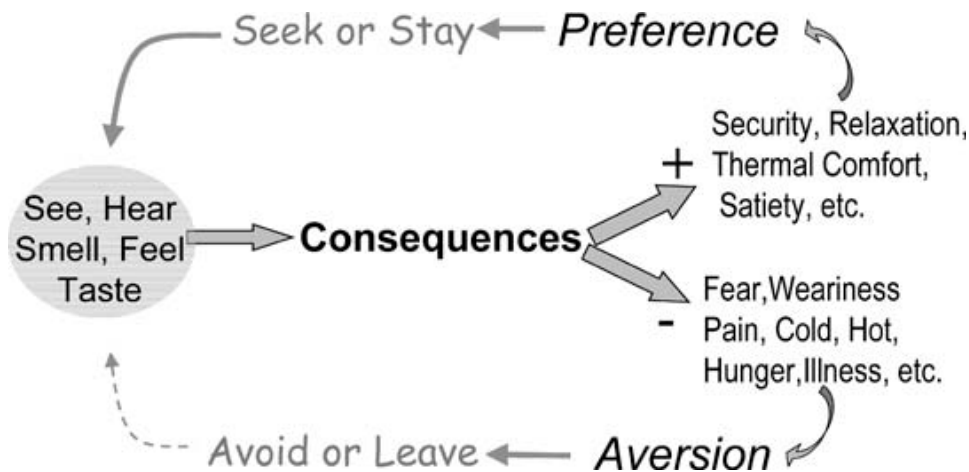 Seek or Stay
Preference
See, Hear
Smell, Feel
Taste
Consequences
+
Security, Relaxation,
Thermal Comfort,
Satiety, etc.
-
Fear,Weariness
Pain, Cold, Hot,
Hunger,Illness, etc.
Avoid or Leave
Aversion